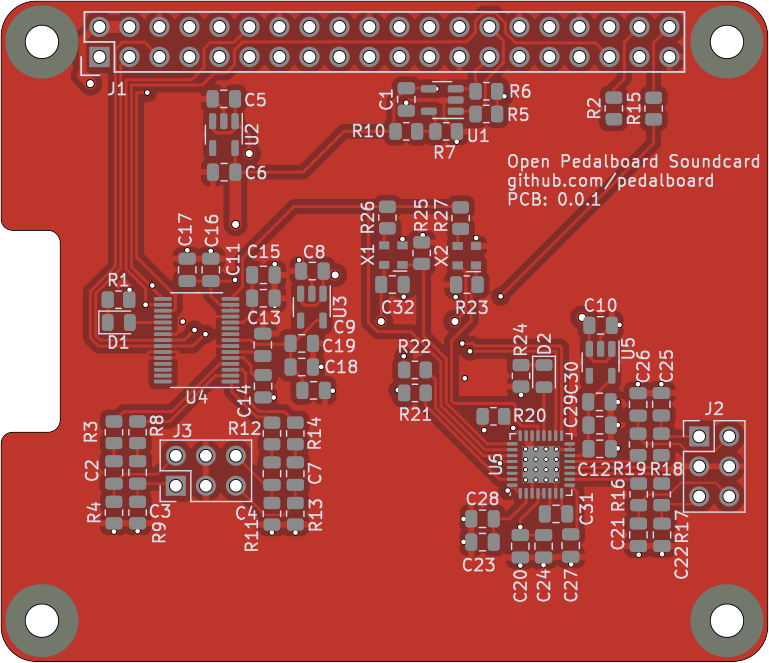 J1
C5
U2
C6
C1
R6
R5
U1
R10
R7
R2
R15
Open Pedalboard Soundcard
github.com/pedalboard
PCB: 0.0.1
R26
R25
R27
X1
X2
C32
R23
C17
C16
C11
C15
C13
C8
U3
C9
C19
C18
R1
D1
U4
C14
R22
R21
R24
D2
R20
C10
U5
C30
C29
C26
C25
C12
R19
R18
J2
R3
R8
J3
R12
R14
C2
C7
R4
C3
R9
C4
R11
R13
U6
C28
C31
C23
C20
C24
C27
R16
R17
C21
C22